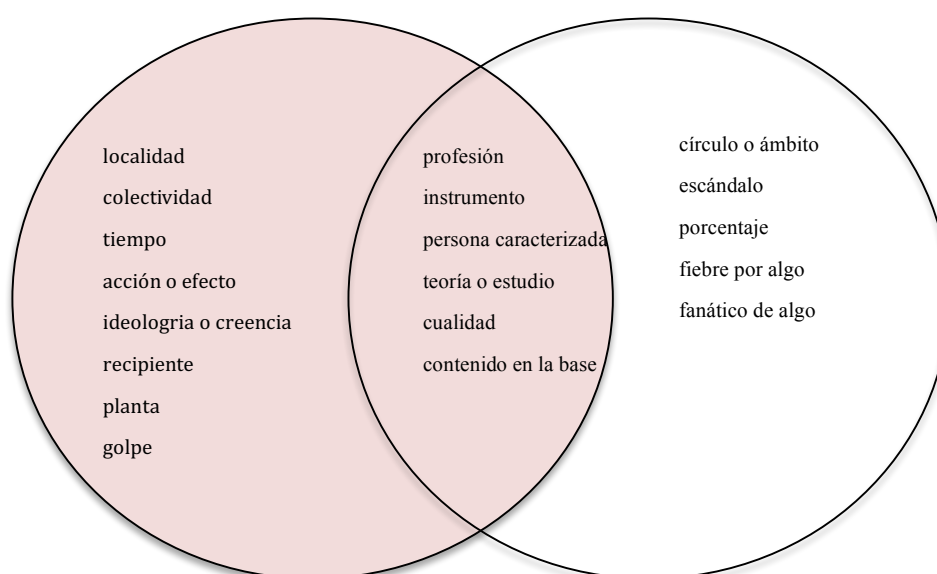 localidad
colectividad
tiempo
acción o efecto
ideologria o creencia
recipiente
planta
golpe
profesión
instrumento
persona caracterizada
teoría o estudio
cualidad
contenido en la base
círculo o ámbito
escándalo
porcentaje
fiebre por algo
fanático de algo